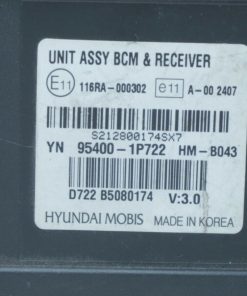 UNIT ASSY BCM & RECEIVER
E11 116RA-000302 e11 A-00 2407
S212800174SX7
YN 95400-1P722 HM-B043
D722 B5080174 V:3.0
HYUNDAI MOBIS MADE IN KOREA